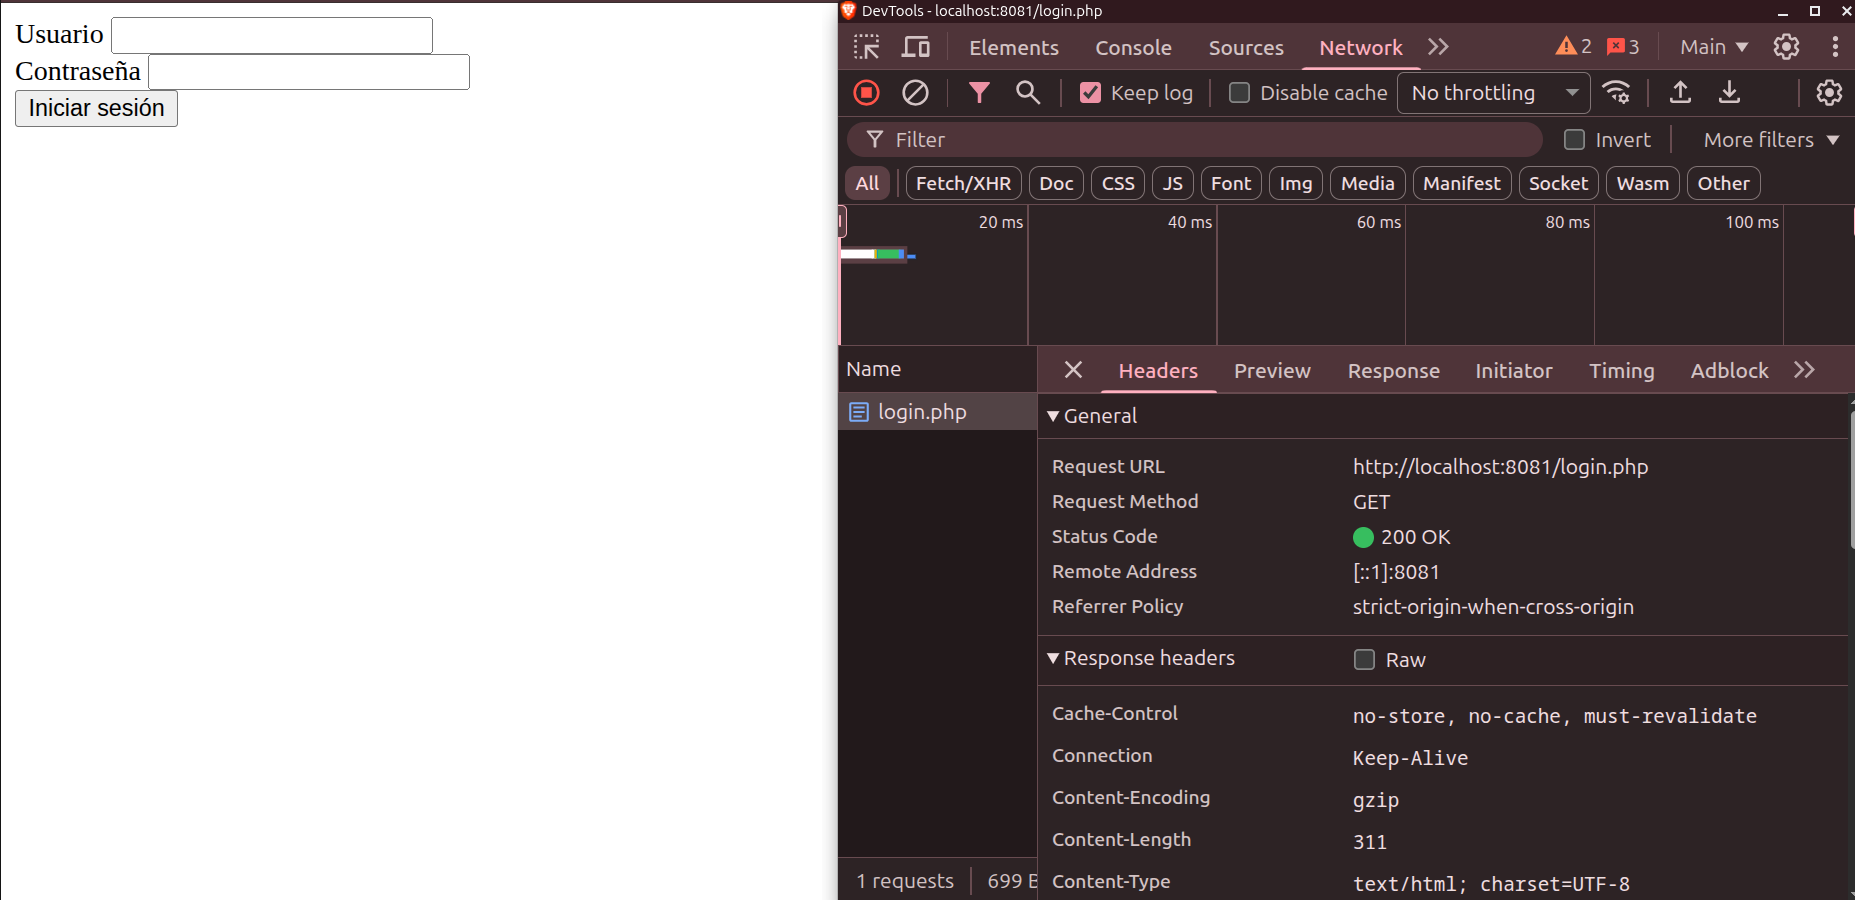 Usuario
Contraseña
Iniciar sesión
DevTools - localhost:8081/login.php
Elements Console Sources Network 2 3 Main
Keep log Disable cache No throttling
Filter Invert More filters
All Fetch/XHR Doc CSS JS Font Img Media Manifest Socket Wasm Other
20 ms 40 ms 60 ms 80 ms 100 ms
Name Headers Preview Response Initiator Timing Adblock
login.php
General
Request URL http://localhost:8081/login.php
Request Method GET
Status Code 200 OK
Remote Address [::1]:8081
Referrer Policy strict-origin-when-cross-origin
Response headers Raw
Cache-Control no-store, no-cache, must-revalidate
Connection Keep-Alive
Content-Encoding gzip
Content-Length 311
Content-Type text/html; charset=UTF-8
1 requests 699 B